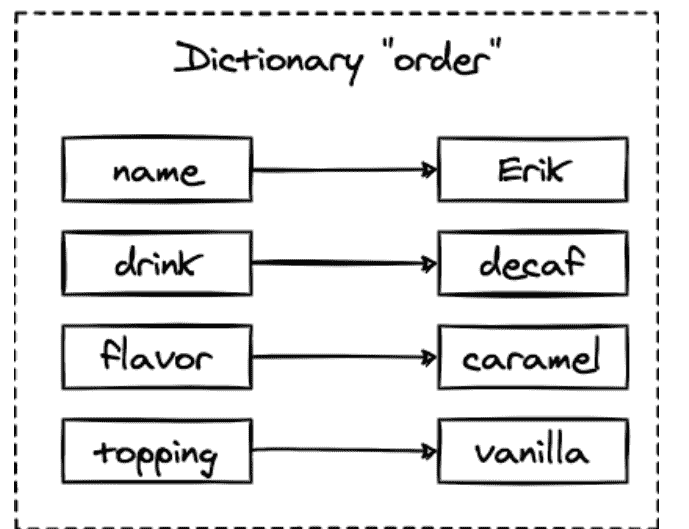 Dictionary "order"
name Erik
drink decaf
flavor caramel
topping vanilla